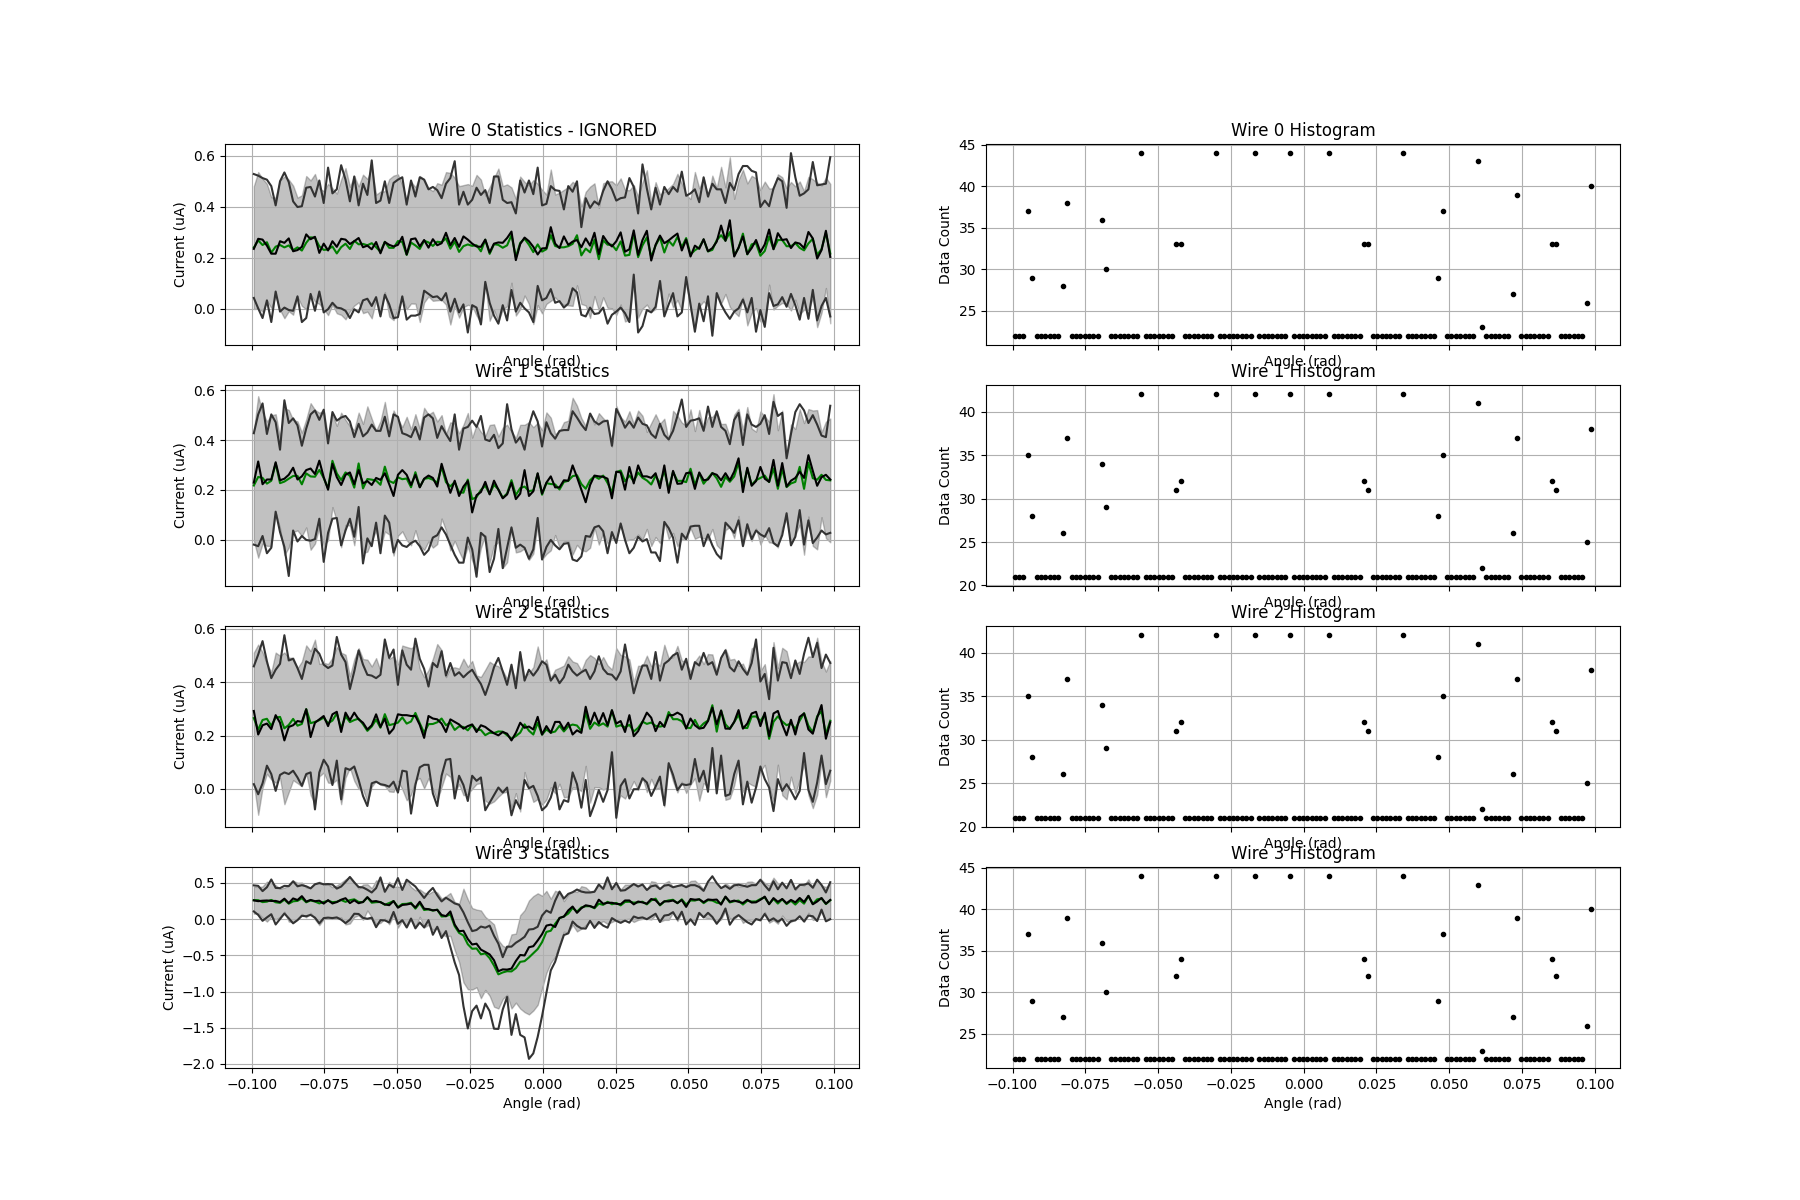 Wire 0 Statistics - IGNORED
Current (uA)
0.6
0.4
0.2
0.0
Angle (rad)
Wire 0 Histogram
Data Count
45
40
35
30
25
Angle (rad)
Wire 1 Statistics
Current (uA)
0.6
0.4
0.2
0.0
Angle (rad)
Wire 1 Histogram
Data Count
40
35
30
25
20
Angle (rad)
Wire 2 Statistics
Current (uA)
0.6
0.4
0.2
0.0
Angle (rad)
Wire 2 Histogram
Data Count
40
35
30
25
20
Angle (rad)
Wire 3 Statistics
Current (uA)
0.5
0.0
−0.5
−1.0
−1.5
−2.0
−0.100 −0.075 −0.050 −0.025 0.000 0.025 0.050 0.075 0.100
Angle (rad)
Wire 3 Histogram
Data Count
45
40
35
30
25
−0.100 −0.075 −0.050 −0.025 0.000 0.025 0.050 0.075 0.100
Angle (rad)